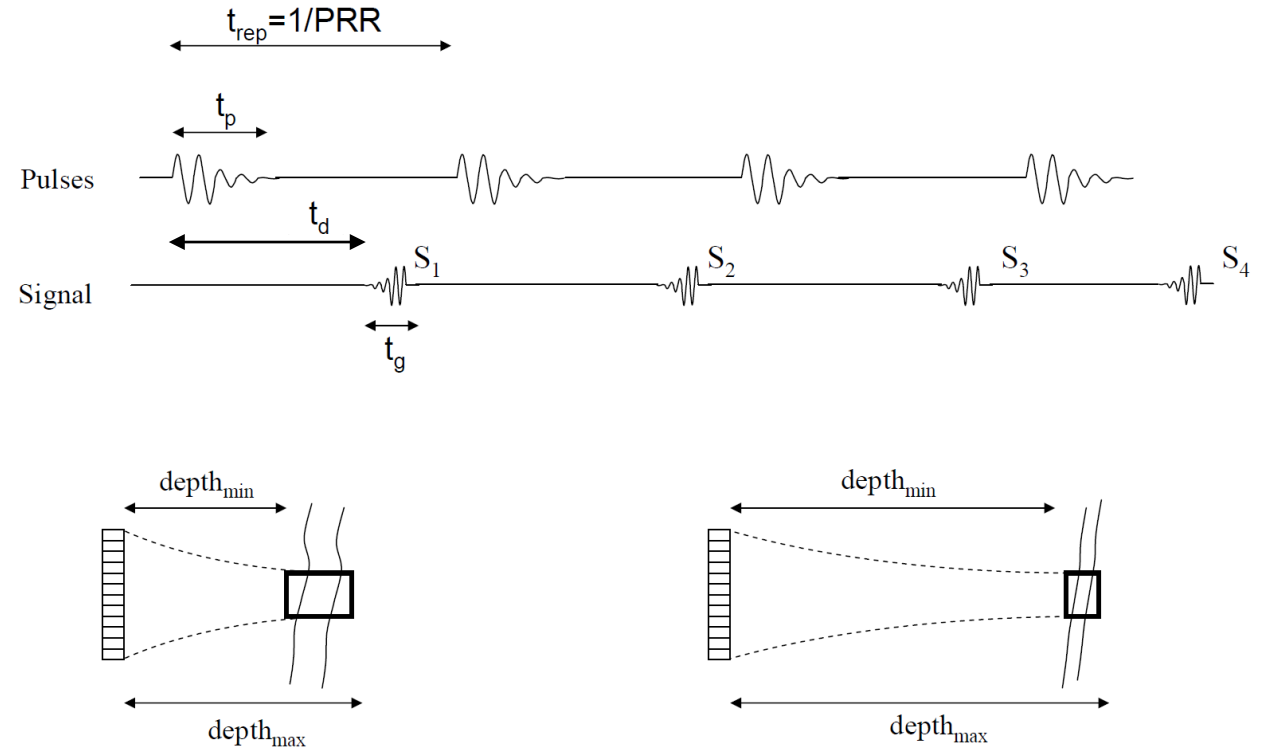 t_rep=1/PRR
t_p
Pulses
t_d
S_1 S_2 S_3 S_4
Signal
t_g
depth_min depth_min
depth_max depth_max